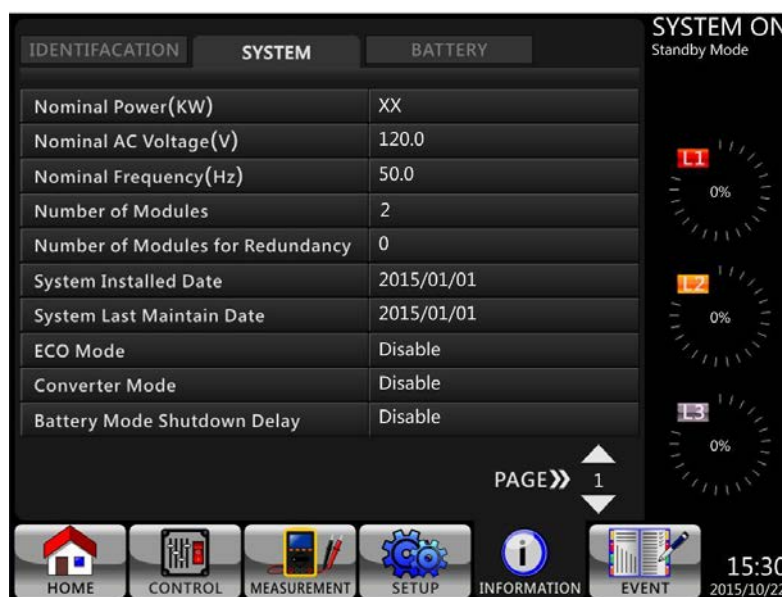 IDENTIFACATION SYSTEM BATTERY
SYSTEM ON
Standby Mode
Nominal Power(KW) XX
Nominal AC Voltage(V) 120.0
Nominal Frequency(Hz) 50.0
Number of Modules 2
Number of Modules for Redundancy 0
System Installed Date 2015/01/01
System Last Maintain Date 2015/01/01
ECO Mode Disable
Converter Mode Disable
Battery Mode Shutdown Delay Disable
L1
0%
L2
0%
L3
0%
PAGE» 1
HOME CONTROL MEASUREMENT SETUP INFORMATION EVENT
15:30